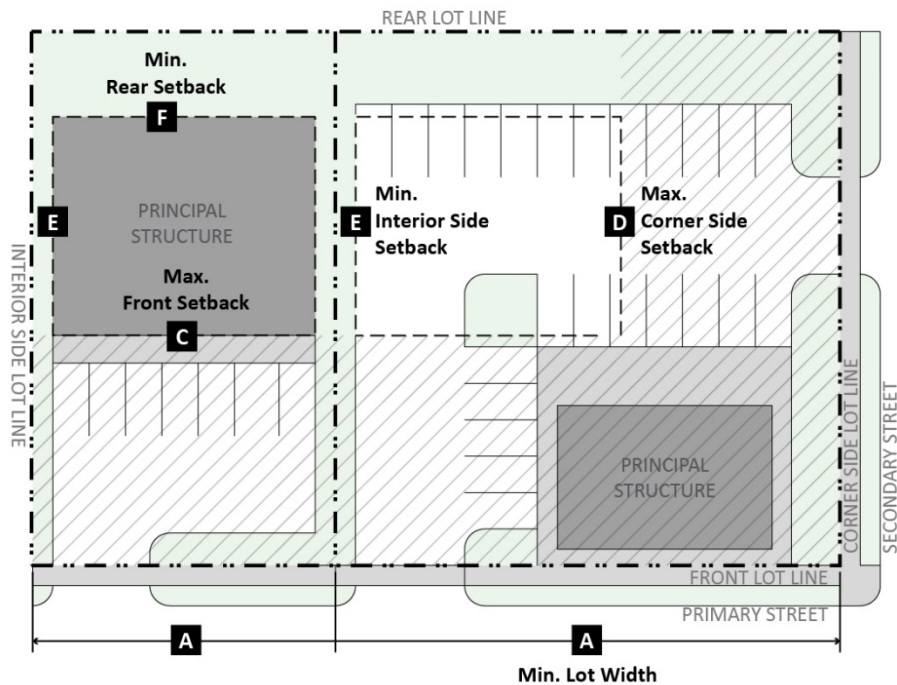 REAR LOT LINE
Min.
Rear Setback
F
E
PRINCIPAL
STRUCTURE
Max.
Front Setback
C
INTERIOR SIDE LOT LINE
E
Min.
Interior Side
Setback
D
Max.
Corner Side
Setback
PRINCIPAL
STRUCTURE
CORNER SIDE LOT LINE
SECONDARY STREET
FRONT LOT LINE
PRIMARY STREET
A
A
Min. Lot Width